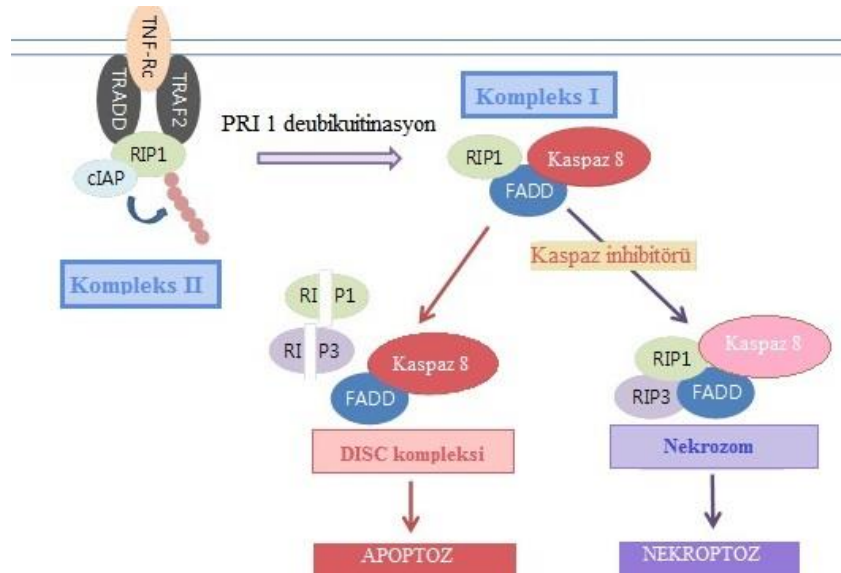 TNF-Rc
TRADD
TRAF2
RIP1
cIAP
Kompleks II
PRI 1 deubikuitinasyon
Kompleks I
RIP1
Kaspaz 8
FADD
Kaspaz inhibitörü
RI P1
RI P3
Kaspaz 8
FADD
DISC kompleksi
APOPTOZ
Kaspaz 8
RIP1
RIP3
FADD
Nekrozom
NEKROPTOZ